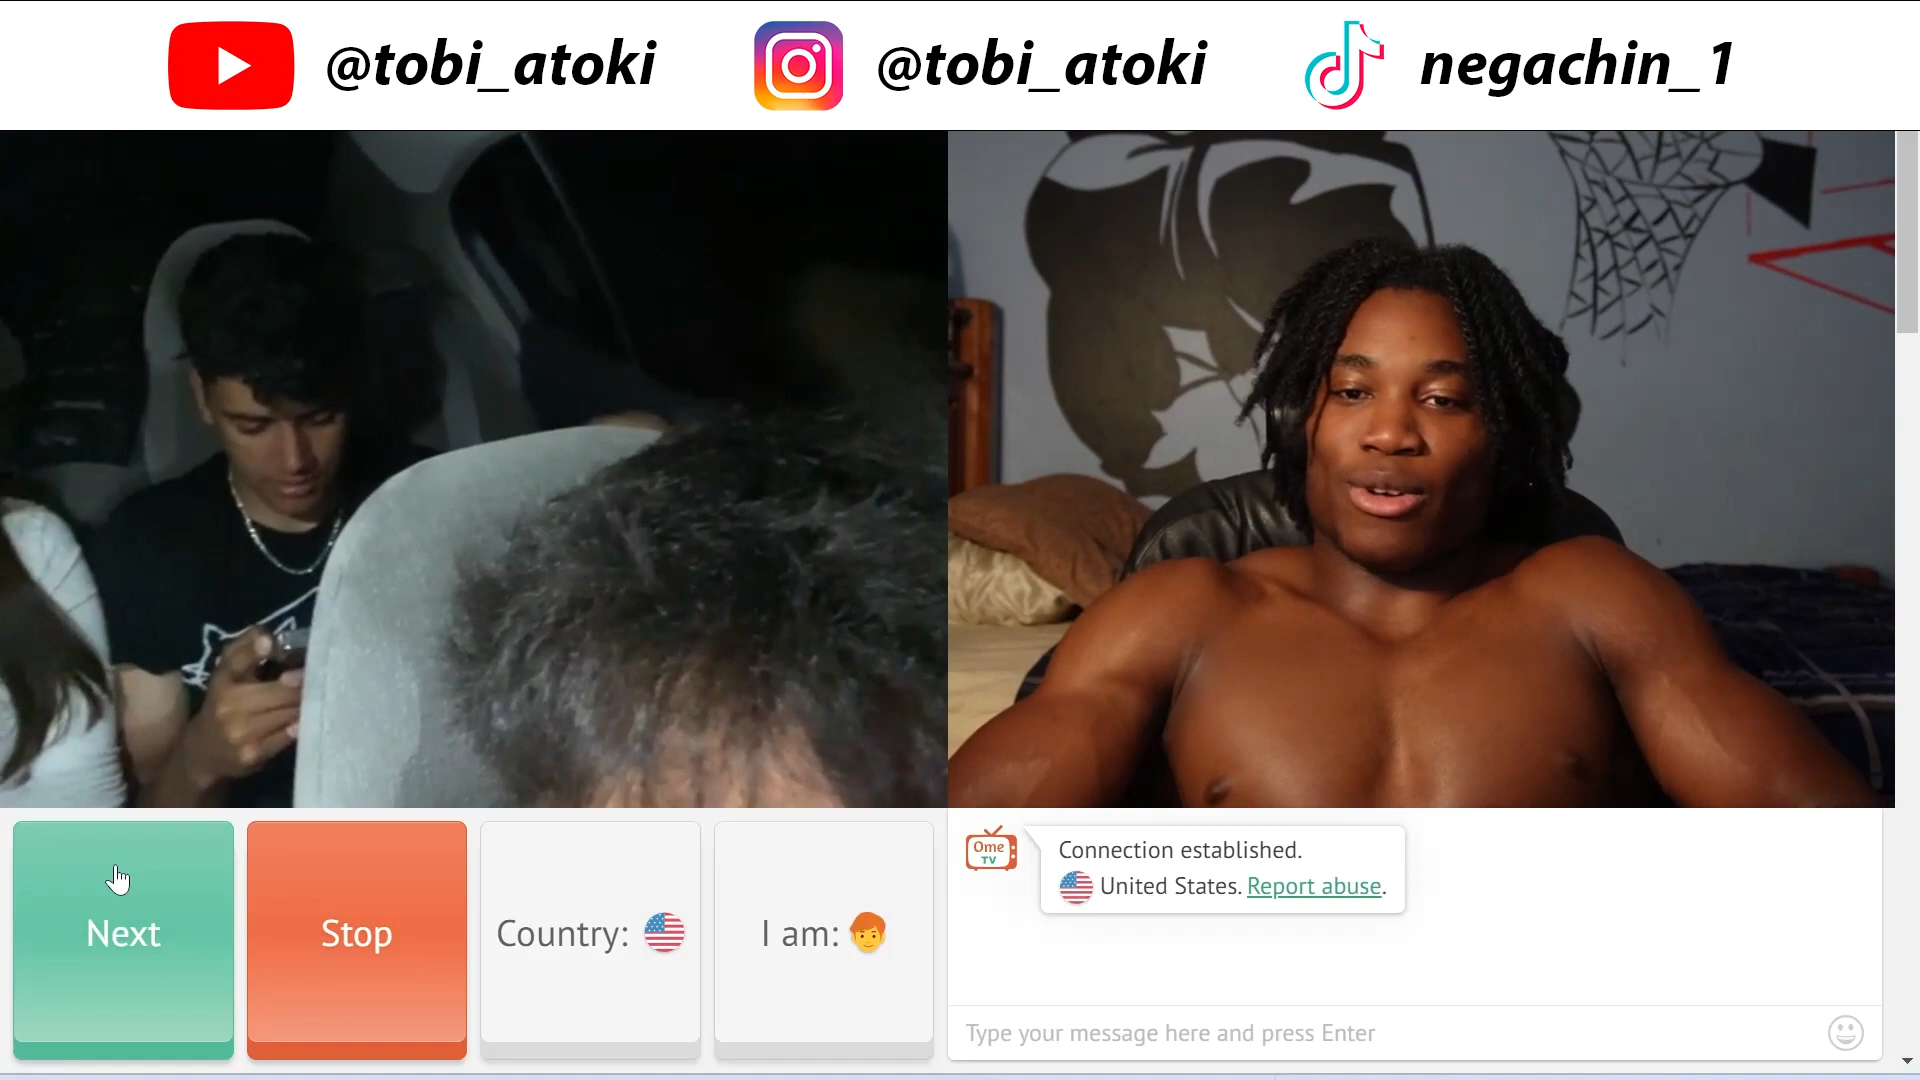 @tobi_atoki @tobi_atoki negachin_1
Ome
TV
Connection established.
United States. Report abuse.
Next
Stop
Country:
I am:
Type your message here and press Enter